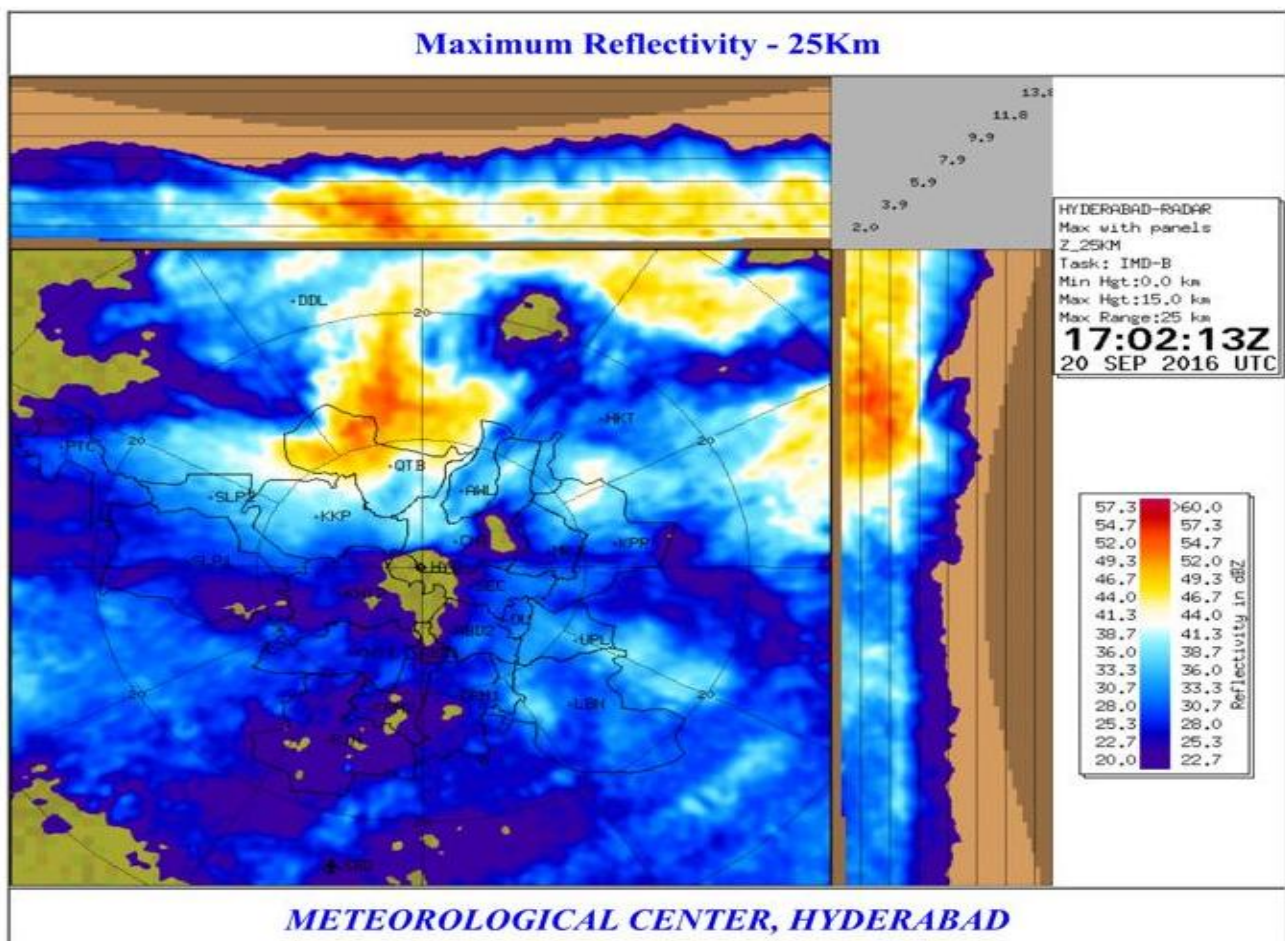 Maximum Reflectivity - 25Km
13.8
11.8
9.9
7.9
5.9
3.9
2.0
HYDERABAD-RADAR
Max with panels
Z_25KM
Task: IMD-B
Min Hgt:0.0 km
Max Hgt:15.0 km
Max Range:25 km
17:02:13Z
20 SEP 2016 UTC
DDL
20
HKT
PTC
20
20
QTB
SLP2
AWL
KKP
KPP
SLP1
UPL
20
20
LBN
57.3 >60.0
54.7 57.3
52.0 54.7
49.3 52.0
46.7 49.3
44.0 46.7
41.3 44.0
38.7 41.3
36.0 38.7
33.3 36.0
30.7 33.3
28.0 30.7
25.3 28.0
22.7 25.3
20.0 22.7
Reflectivity in dBZ
METEOROLOGICAL CENTER, HYDERABAD